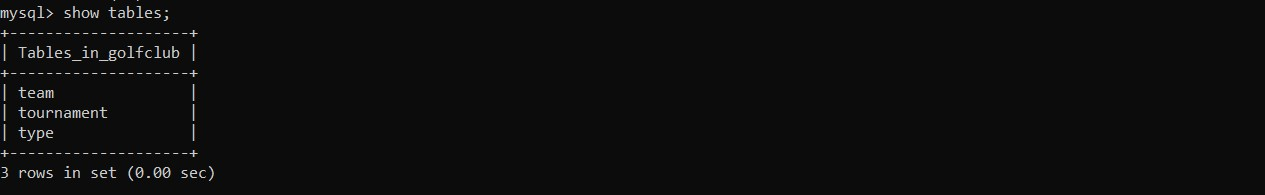 mysql> show tables;
+--------------------+
| Tables_in_golfclub |
+--------------------+
| team               |
| tournament         |
| type               |
+--------------------+
3 rows in set (0.00 sec)